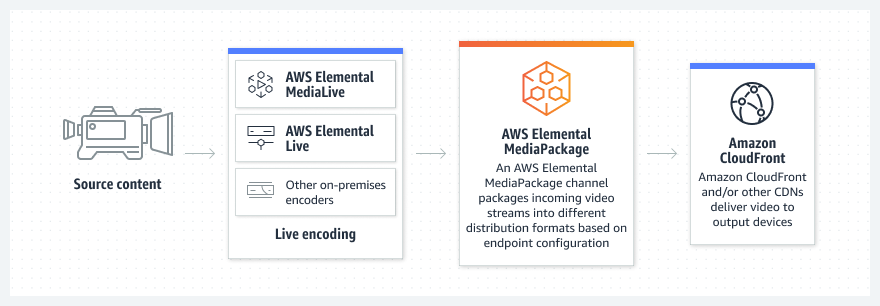 Source content
AWS Elemental
MediaLive
AWS Elemental
Live
Other on-premises
encoders
Live encoding
AWS Elemental
MediaPackage
An AWS Elemental
MediaPackage channel
packages incoming video
streams into different
distribution formats based on
endpoint configuration
Amazon
CloudFront
Amazon CloudFront
and/or other CDNs
deliver video to
output devices